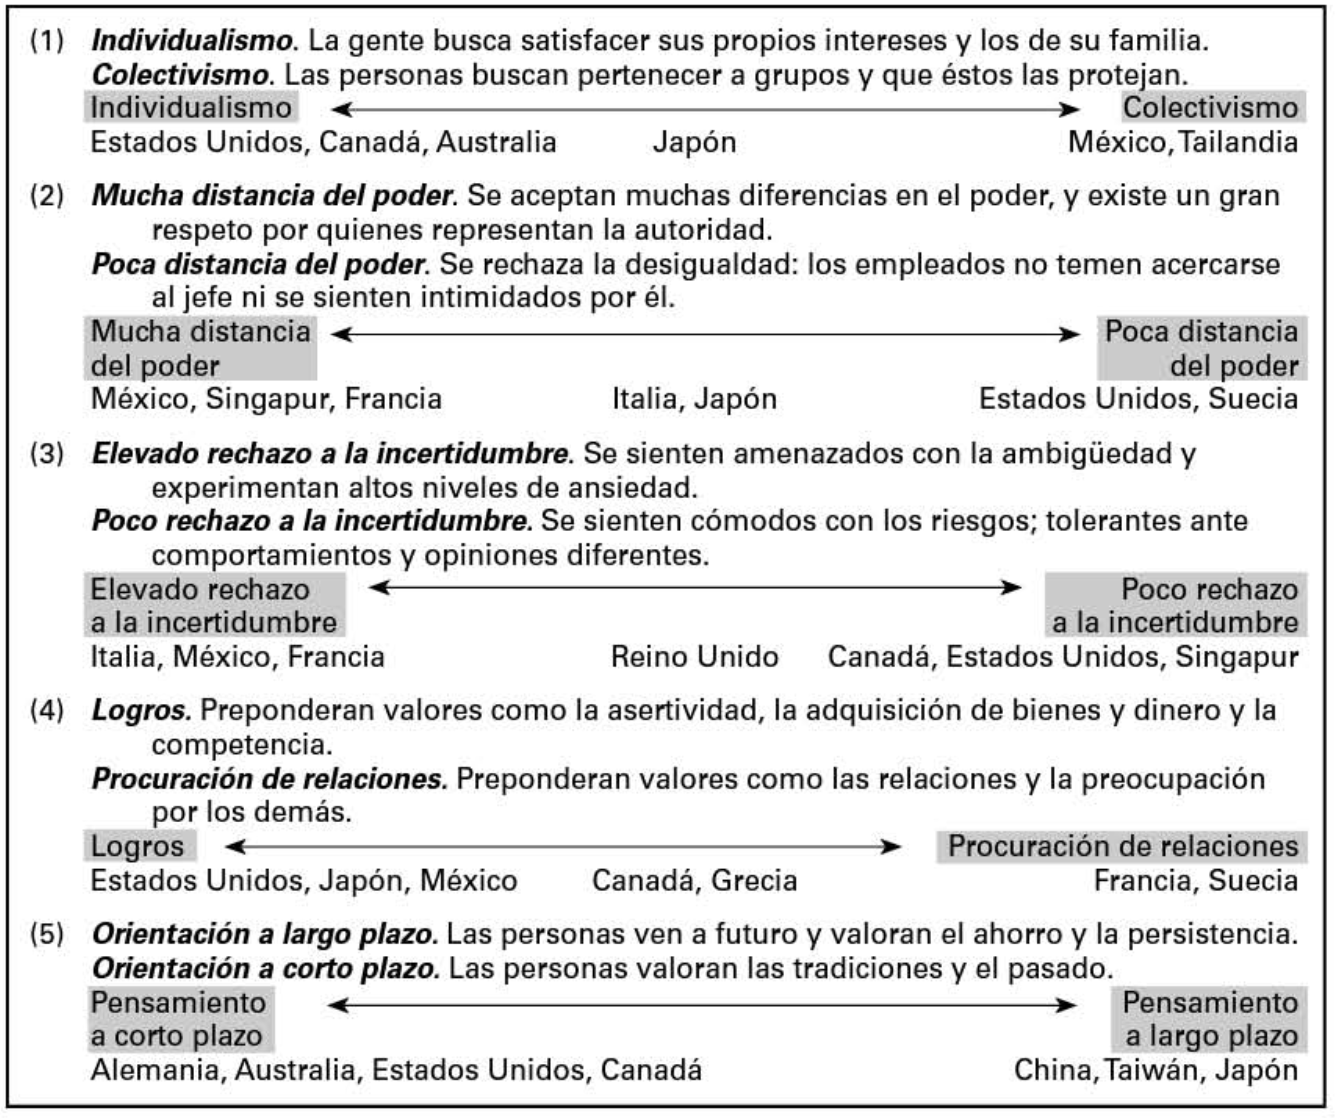 (1) Individualismo. La gente busca satisfacer sus propios intereses y los de su familia.
Colectivismo. Las personas buscan pertenecer a grupos y que éstos las protejan.
Individualismo Colectivismo
Estados Unidos, Canadá, Australia Japón México, Tailandia
(2) Mucha distancia del poder. Se aceptan muchas diferencias en el poder, y existe un gran
respeto por quienes representan la autoridad.
Poca distancia del poder. Se rechaza la desigualdad: los empleados no temen acercarse
al jefe ni se sienten intimidados por él.
Mucha distancia Poca distancia
del poder del poder
México, Singapur, Francia Italia, Japón Estados Unidos, Suecia
(3) Elevado rechazo a la incertidumbre. Se sienten amenazados con la ambigüedad y
experimentan altos niveles de ansiedad.
Poco rechazo a la incertidumbre. Se sienten cómodos con los riesgos; tolerantes ante
comportamientos y opiniones diferentes.
Elevado rechazo Poco rechazo
a la incertidumbre a la incertidumbre
Italia, México, Francia Reino Unido Canadá, Estados Unidos, Singapur
(4) Logros. Preponderan valores como la asertividad, la adquisición de bienes y dinero y la
competencia.
Procuración de relaciones. Preponderan valores como las relaciones y la preocupación
por los demás.
Logros Procuración de relaciones
Estados Unidos, Japón, México Canadá, Grecia Francia, Suecia
(5) Orientación a largo plazo. Las personas ven a futuro y valoran el ahorro y la persistencia.
Orientación a corto plazo. Las personas valoran las tradiciones y el pasado.
Pensamiento Pensamiento
a corto plazo a largo plazo
Alemania, Australia, Estados Unidos, Canadá China, Taiwán, Japón